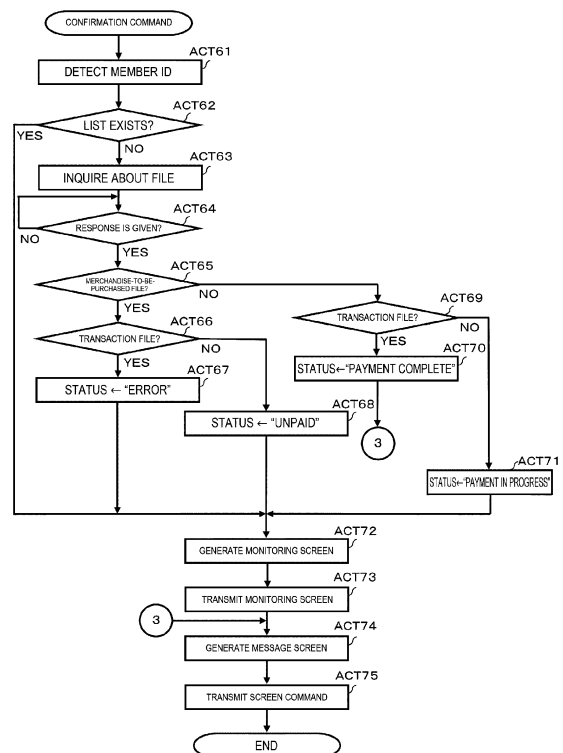 CONFIRMATION COMMAND
ACT61
DETECT MEMBER ID
ACT62
LIST EXISTS?
YES
NO
ACT63
INQUIRE ABOUT FILE
ACT64
RESPONSE IS GIVEN?
NO
YES
ACT65
MERCHANDISE-TO-BE-
PURCHASED FILE?
NO
YES
ACT66
TRANSACTION FILE?
NO
YES
ACT67
STATUS ← "ERROR"
ACT68
STATUS ← "UNPAID"
ACT69
TRANSACTION FILE?
NO
YES
ACT70
STATUS←"PAYMENT COMPLETE"
3
ACT71
STATUS←"PAYMENT IN PROGRESS"
ACT72
GENERATE MONITORING SCREEN
ACT73
TRANSMIT MONITORING SCREEN
3
ACT74
GENERATE MESSAGE SCREEN
ACT75
TRANSMIT SCREEN COMMAND
END